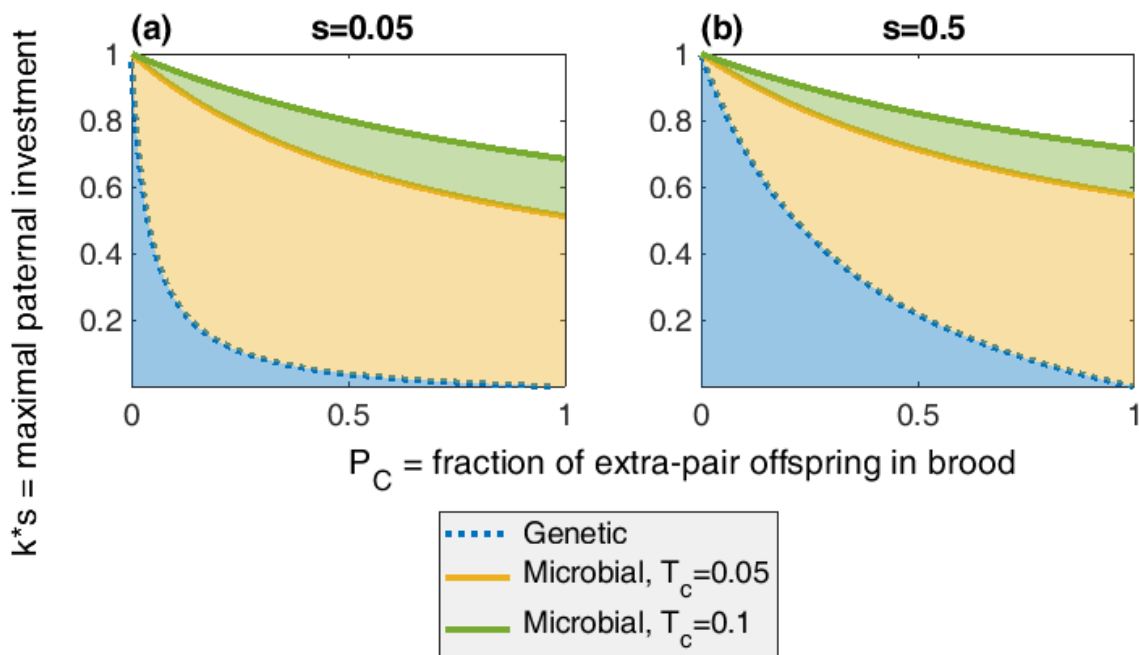 (a) s=0.05
(b) s=0.5
k*s = maximal paternal investment
1
0.8
0.6
0.4
0.2
0 0.5 1
1
0.8
0.6
0.4
0.2
0 0.5 1
P_C = fraction of extra-pair offspring in brood
Genetic
Microbial, T_c=0.05
Microbial, T_c=0.1